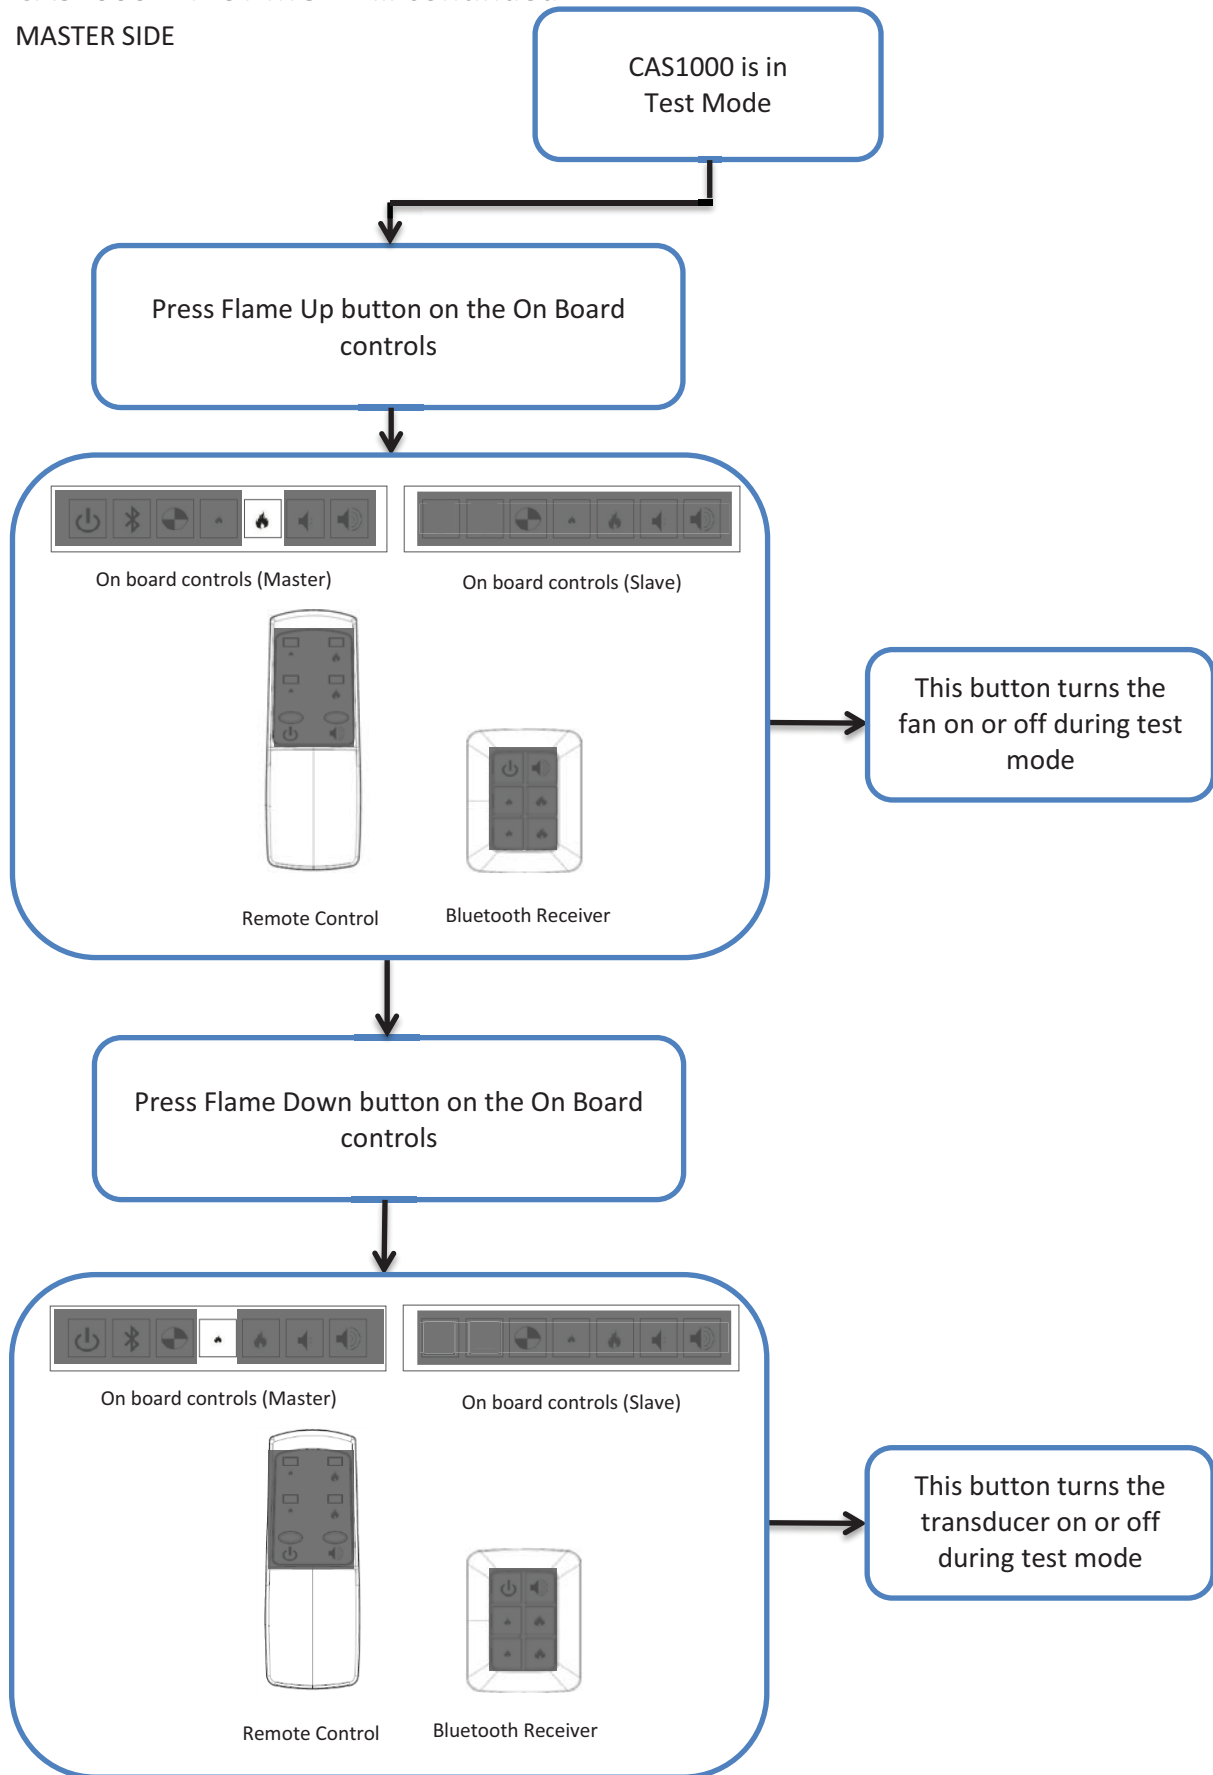 MASTER SIDE
CAS1000 is in
Test Mode
Press Flame Up button on the On Board
controls
On board controls (Master)
On board controls (Slave)
Remote Control
Bluetooth Receiver
This button turns the
fan on or off during test
mode
Press Flame Down button on the On Board
controls
On board controls (Master)
On board controls (Slave)
Remote Control
Bluetooth Receiver
This button turns the
transducer on or off
during test mode